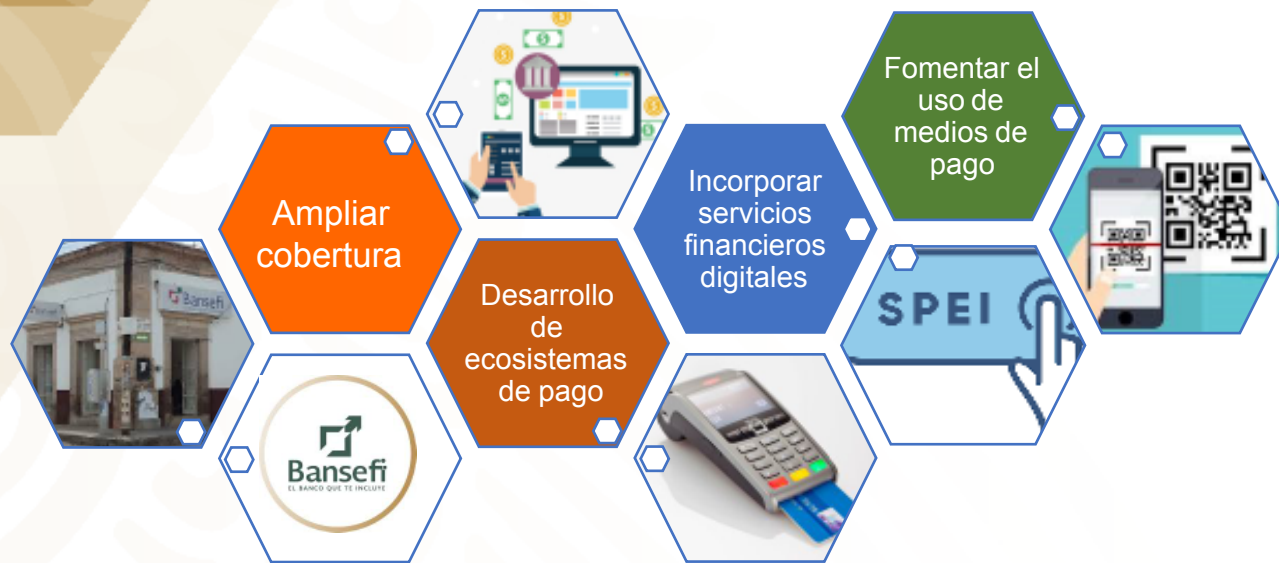 Ampliar
cobertura
Desarrollo
de
ecosistemas
de pago
Incorporar
servicios
financieros
digitales
Fomentar el
uso de
medios de
pago
Bansefi
Bansefi
EL BANCO QUE TE INCLUYE
SPEI